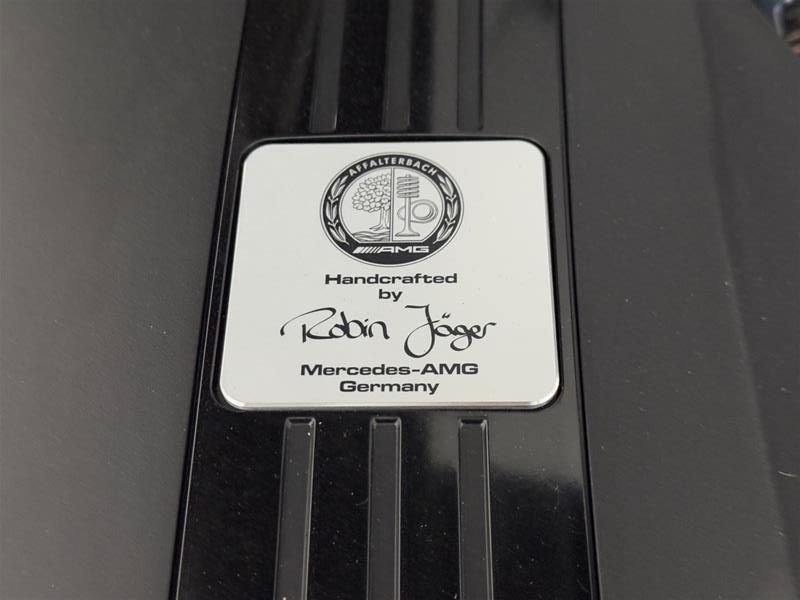 AFFALTERBACH
AMG
Handcrafted
by
Robin Jäger
Mercedes-AMG
Germany